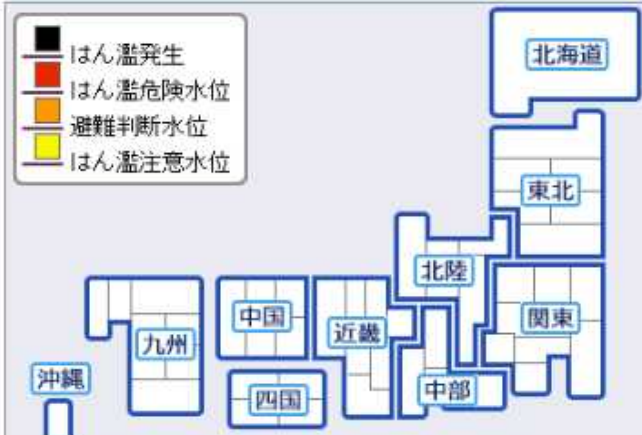 はん濫発生
はん濫危険水位
避難判断水位
はん濫注意水位
北海道
東北
北陸
関東
中国
近畿
九州
中部
沖縄
四国